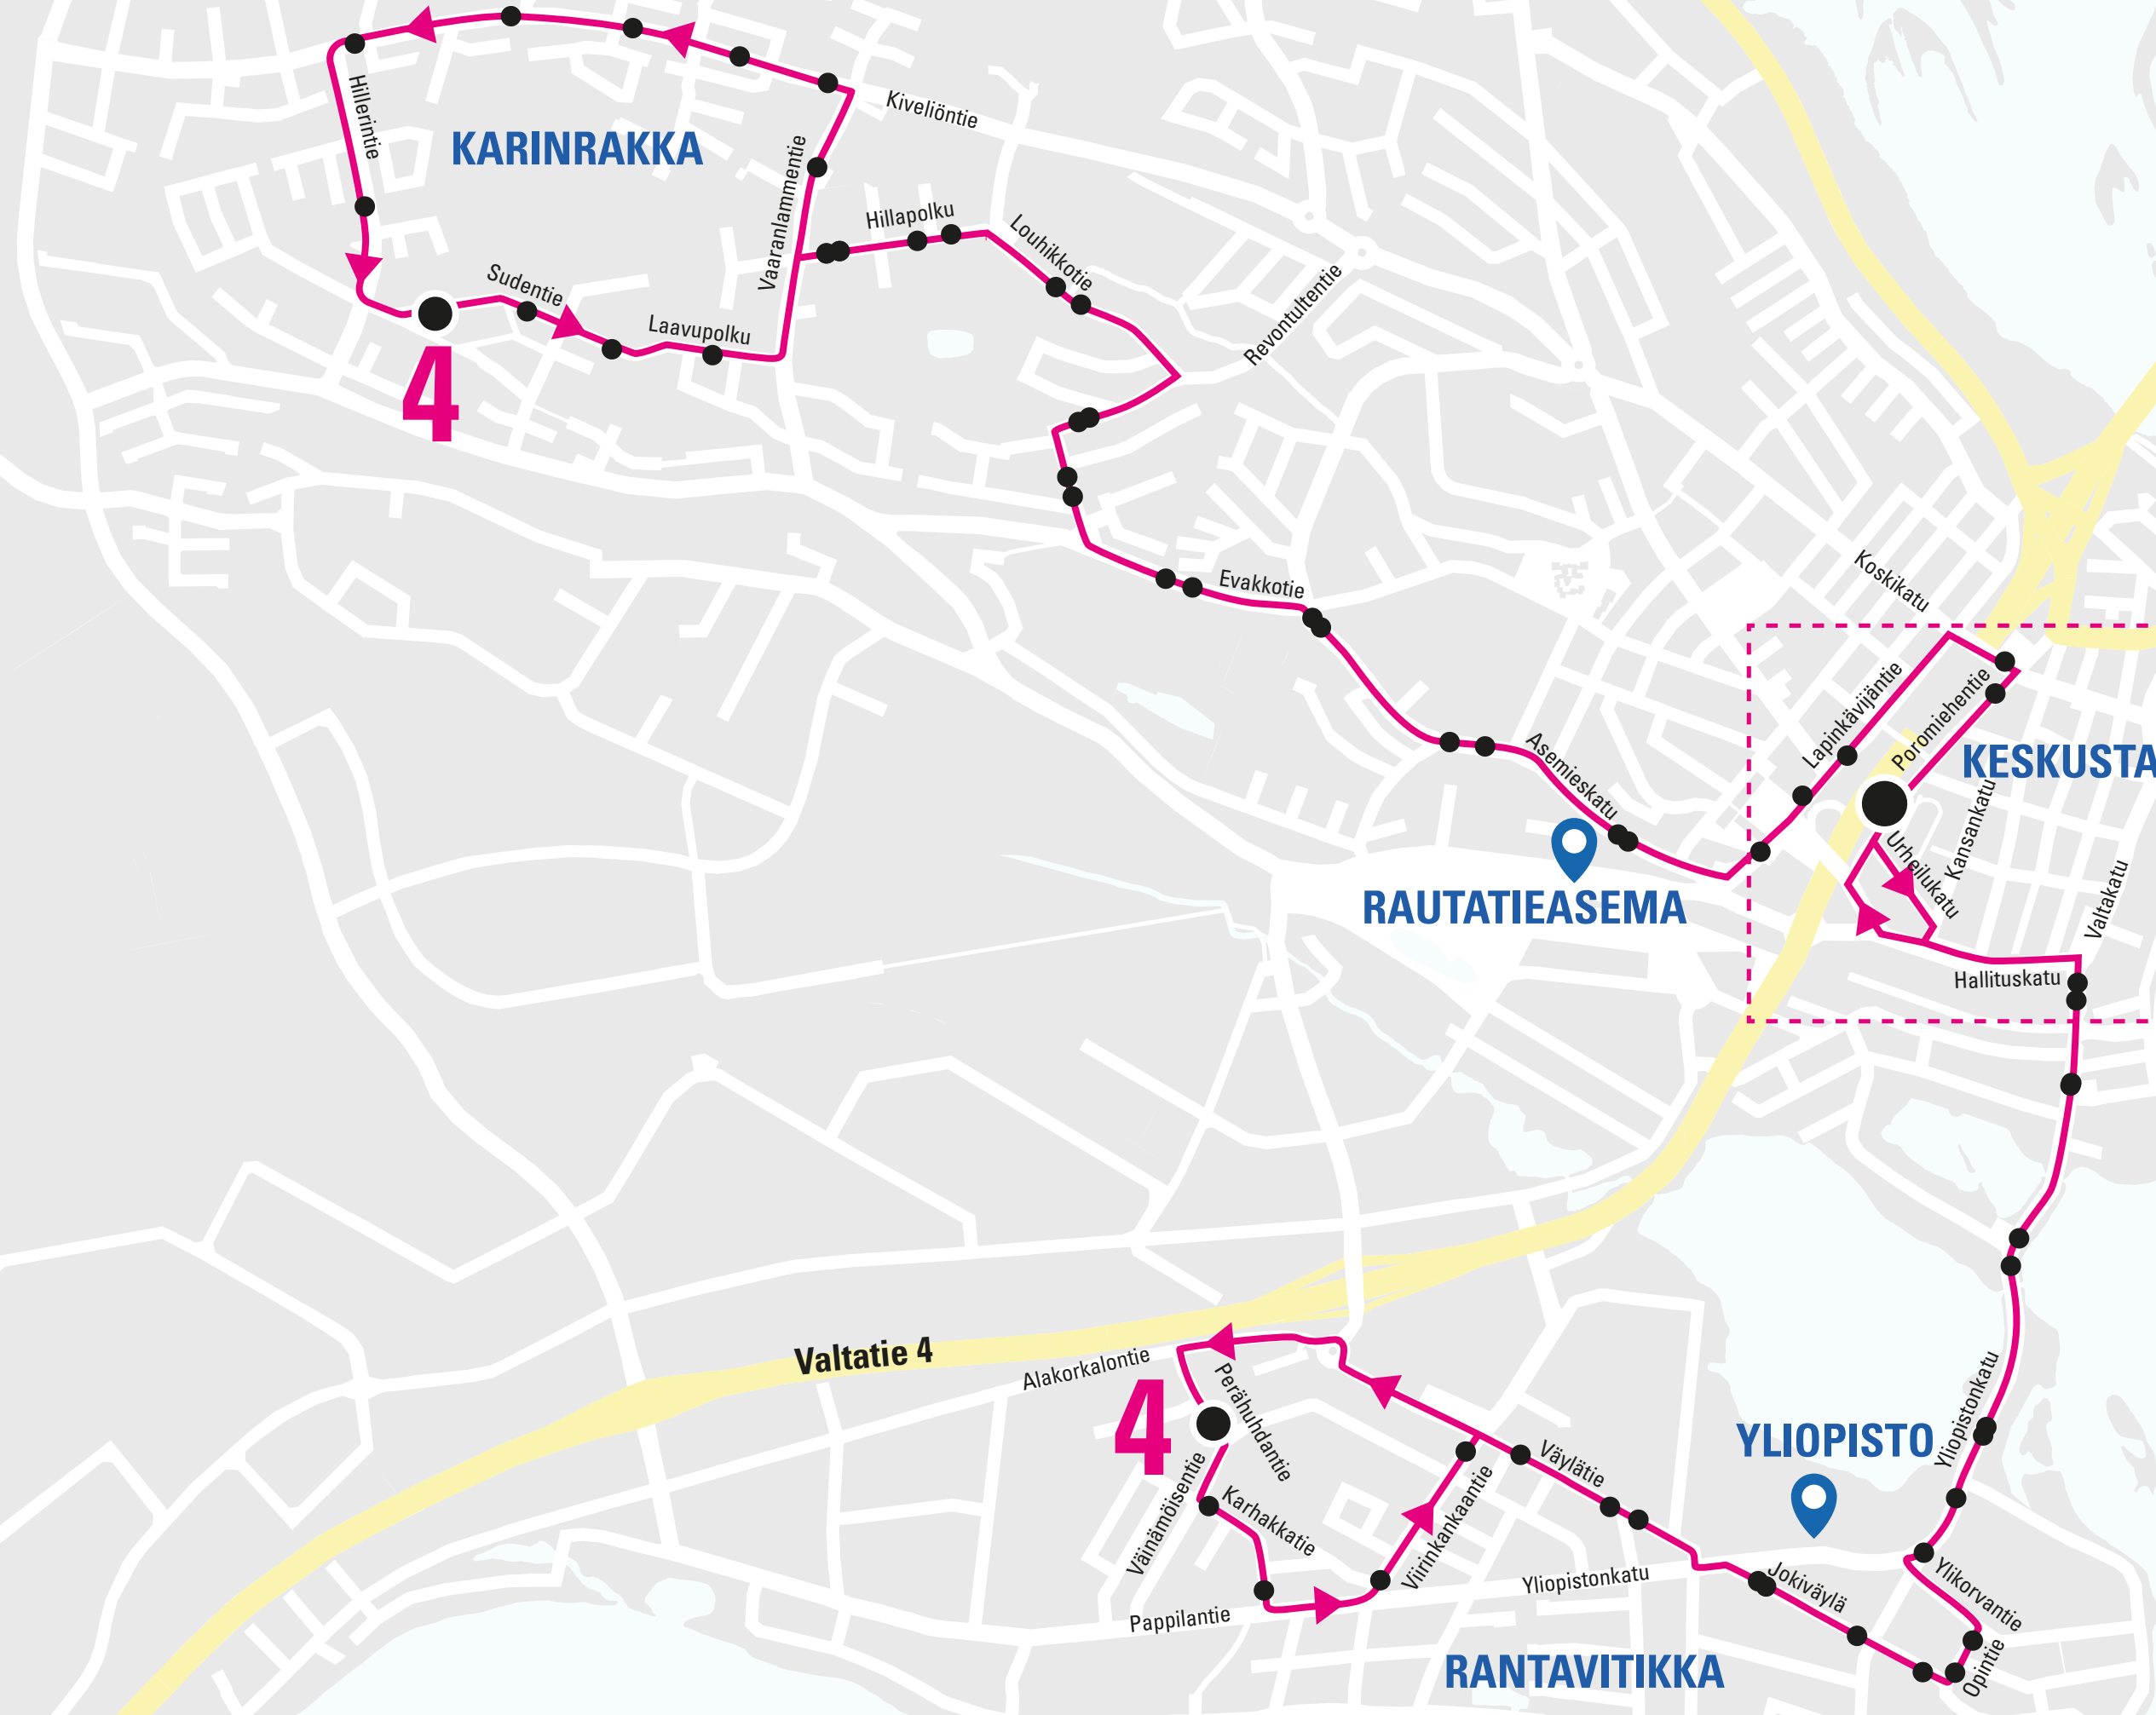 Kiveliöntie
Hillerintie
KARINRAKKA
Vaaranlammentie
Hillapolku
Louhikkotie
Sudentie
Revontultentie
Laavupolku
4
Evakkotie
Koskikatu
Lapinkävijäntie
Poromiehentie
KESKUSTA
Asemieskatu
Kansankatu
Urheilukatu
Valtakatu
RAUTATIEASEMA
Hallituskatu
Valtatie 4
Alakorkalontie
Perähuhdantie
4
Yliopistonkatu
YLIOPISTO
Väylätie
Väinämöisentie
Karhakkatie
Viirinkankaantie
Yliopistonkatu
Jokiväylä
Ylikorvantie
Pappilantie
Opintie
RANTAVITIKKA